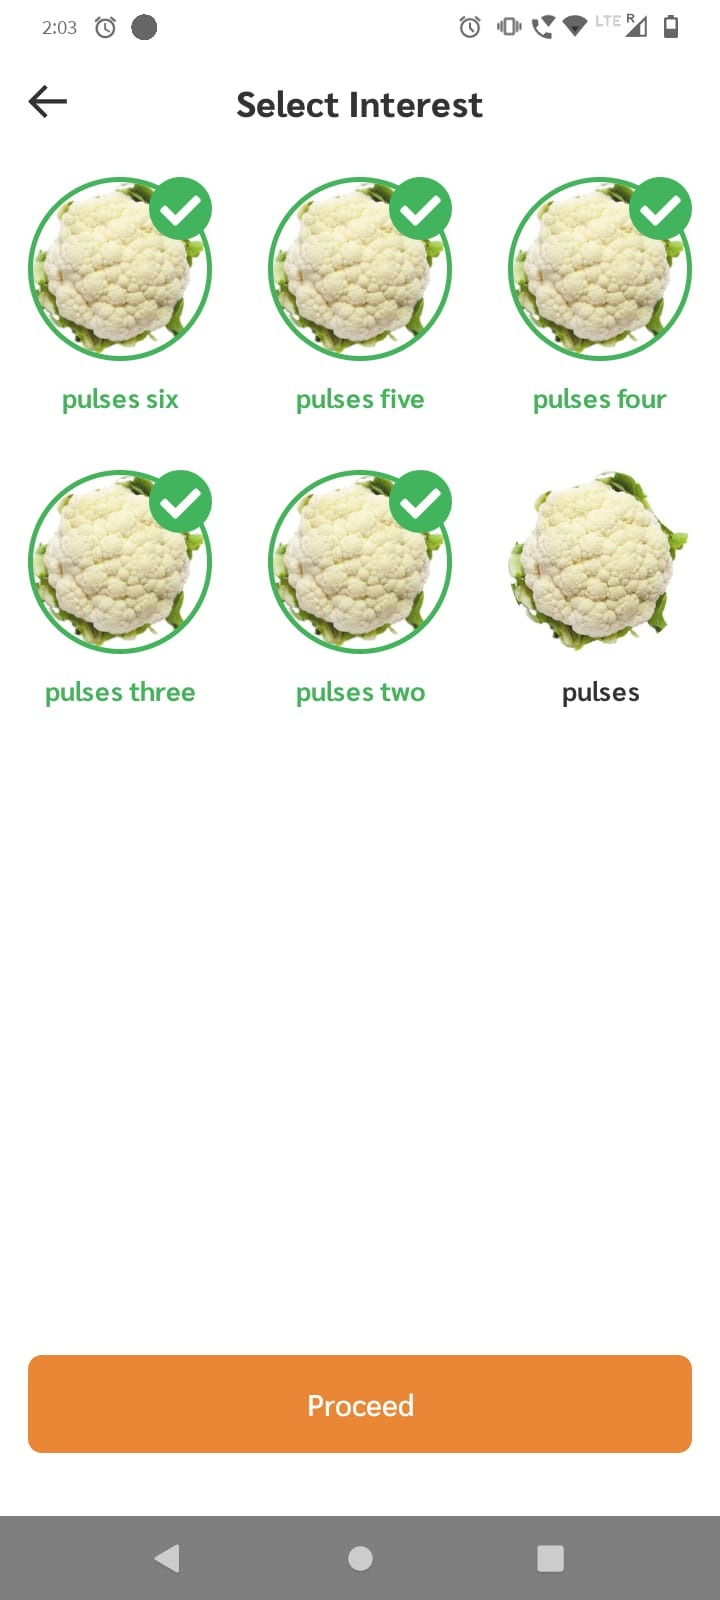 2:03
LTE R
Select Interest
pulses six
pulses five
pulses four
pulses three
pulses two
pulses
Proceed